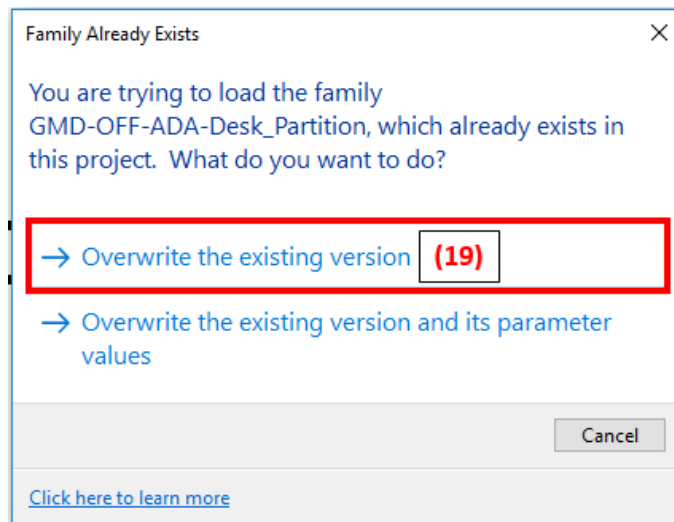 Family Already Exists
You are trying to load the family
GMD-OFF-ADA-Desk_Partition, which already exists in
this project. What do you want to do?
→ Overwrite the existing version (19)
→ Overwrite the existing version and its parameter
values
Cancel
Click here to learn more